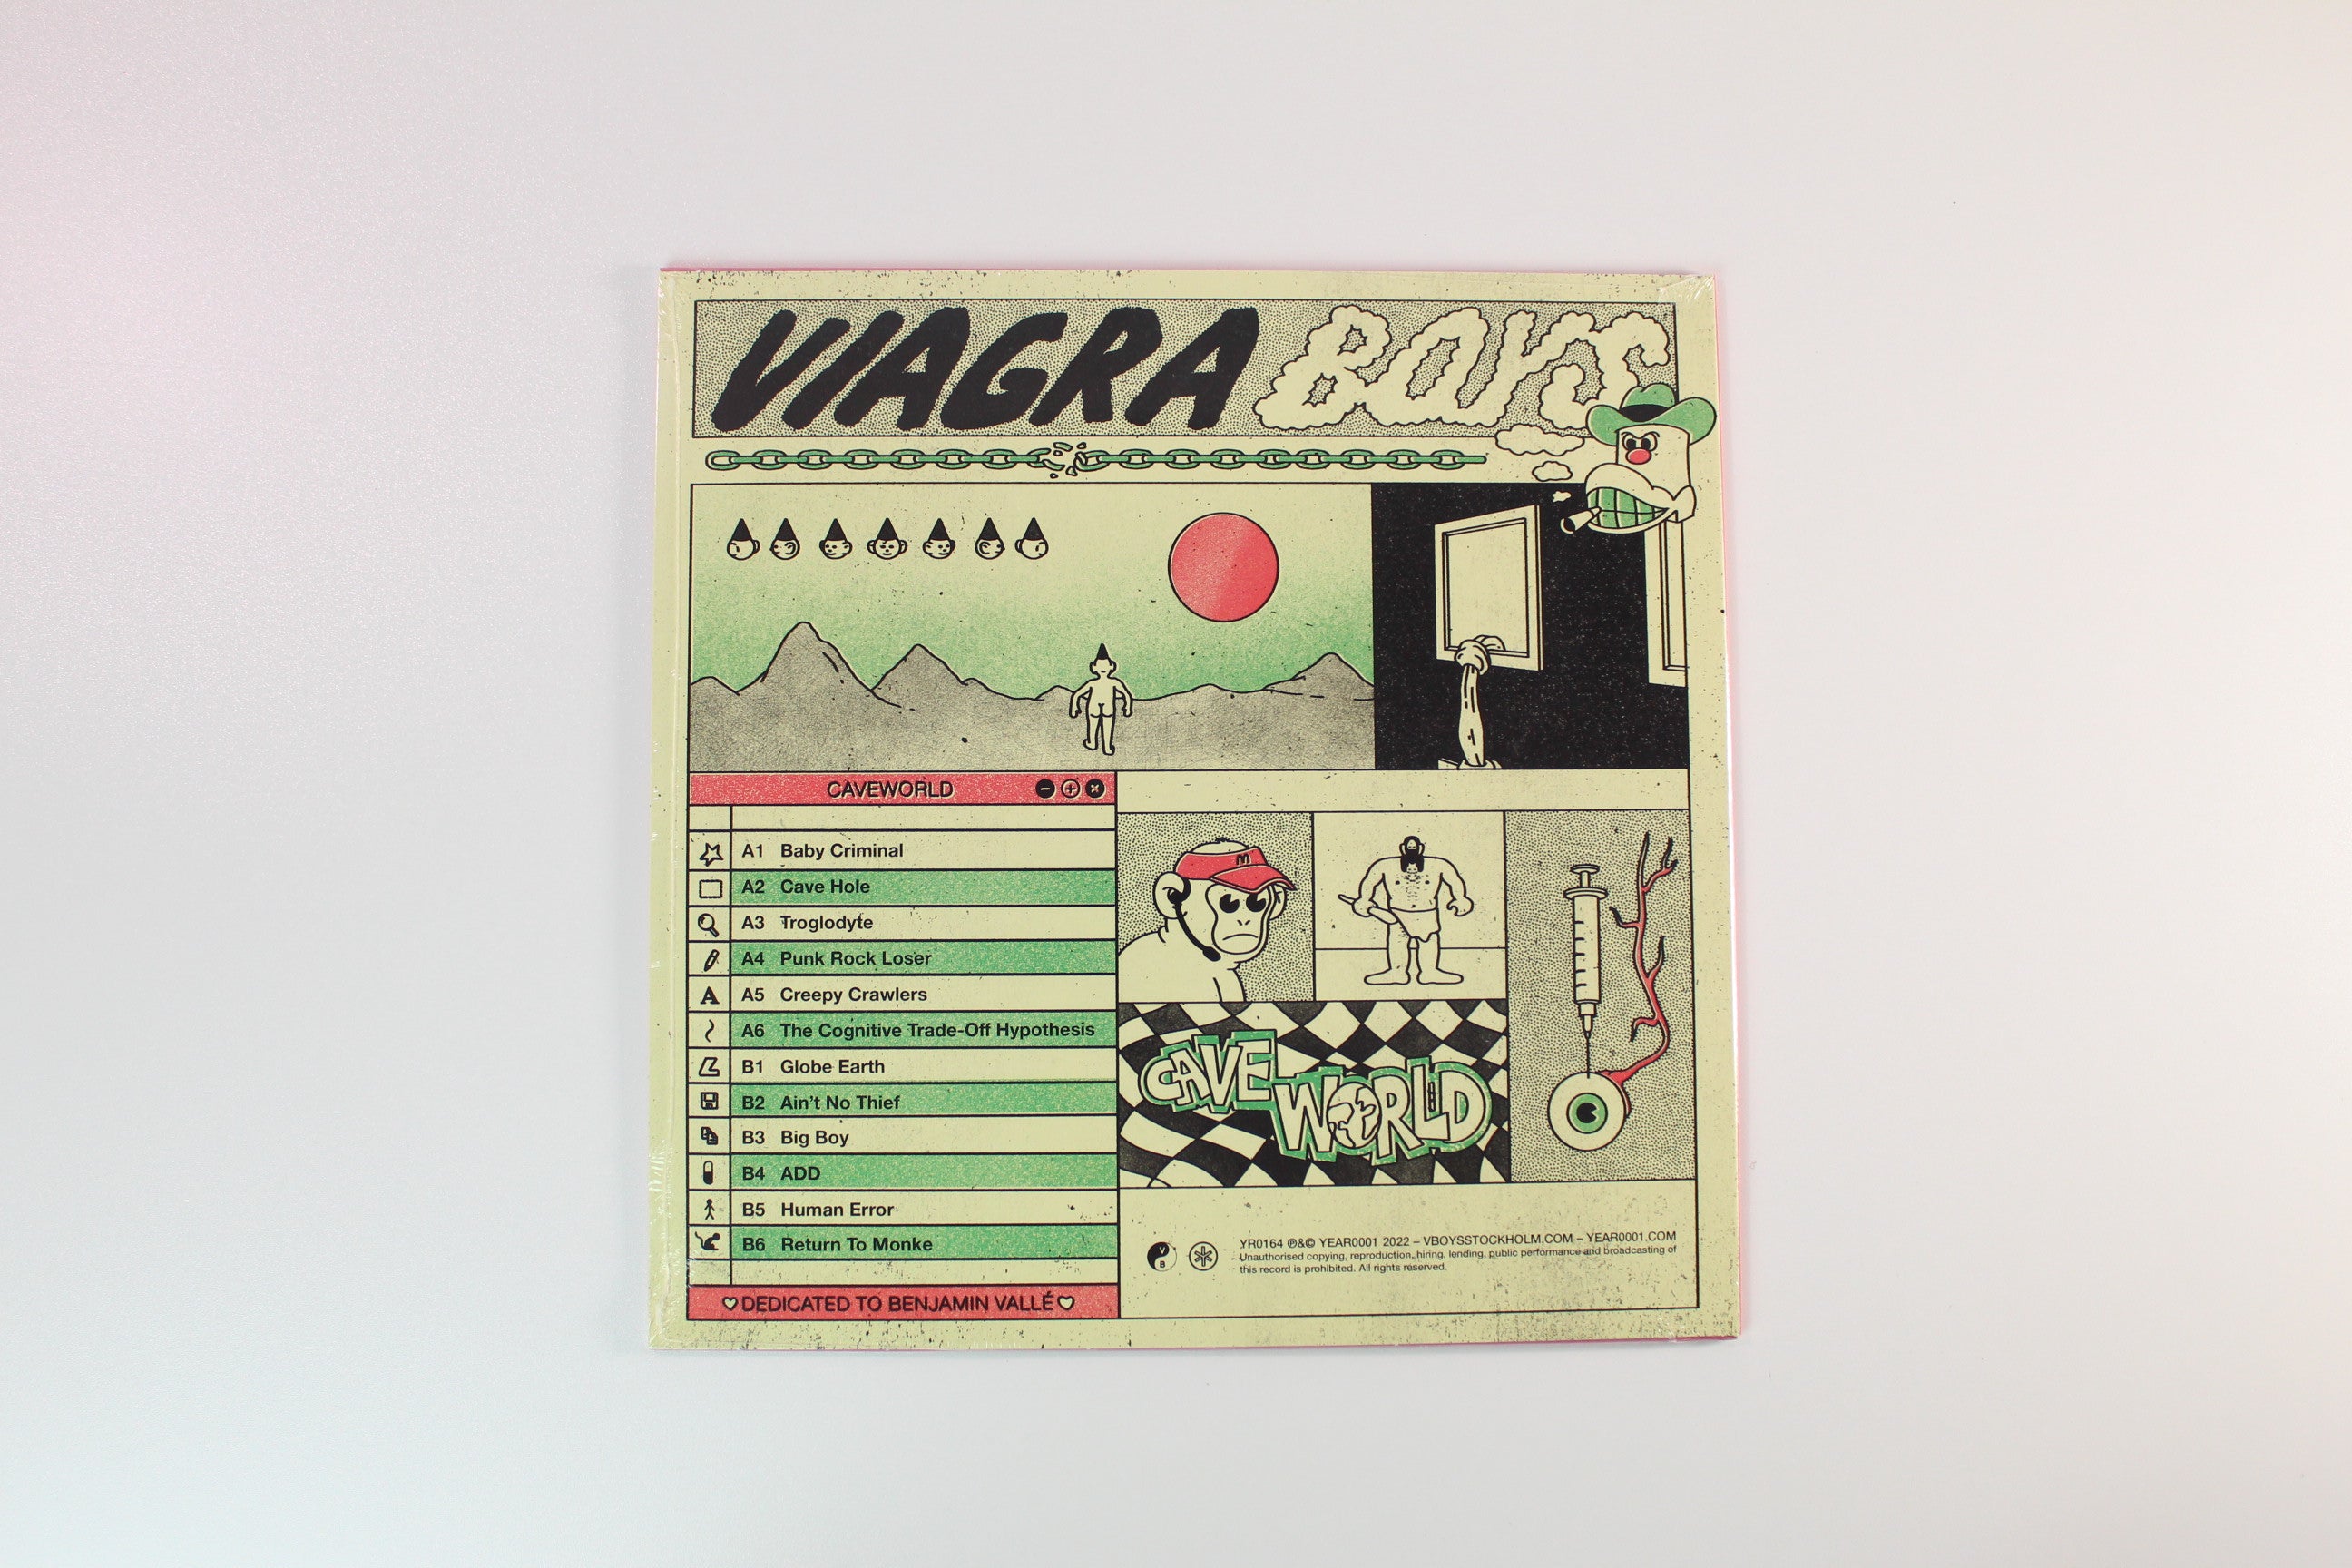 VIAGRA BOYS
CAVEWORLD
A1 Baby Criminal
A2 Cave Hole
A3 Troglodyte
A4 Punk Rock Loser
A A5 Creepy Crawlers
A6 The Cognitive Trade-Off Hypothesis
B1 Globe Earth
B2 Ain't No Thief
B3 Big Boy
B4 ADD
B5 Human Error
B6 Return To Monke
♡DEDICATED TO BENJAMIN VALLÉ♡
M
CAVE
WORLD
V
B
YR0164 ℗&© YEAR0001 2022 – VBOYSSTOCKHOLM.COM – YEAR0001.COM
Unauthorised copying, reproduction, hiring, lending, public performance and broadcasting of
this record is prohibited. All rights reserved.